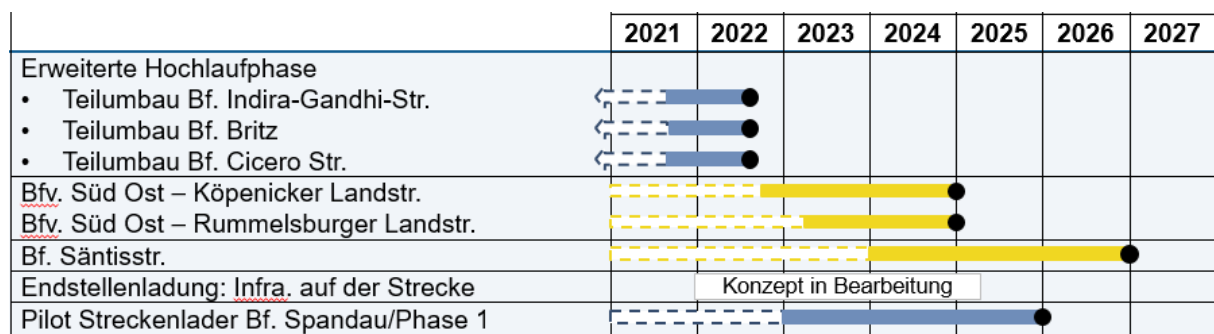 2021 2022 2023 2024 2025 2026 2027
Erweiterte Hochlaufphase
• Teilumbau Bf. Indira-Gandhi-Str.
• Teilumbau Bf. Britz
• Teilumbau Bf. Cicero Str.
Bfv. Süd Ost – Köpenicker Landstr.
Bfv. Süd Ost – Rummelsburger Landstr.
Bf. Säntisstr.
Endstellenladung: Infra. auf der Strecke Konzept in Bearbeitung
Pilot Streckenlader Bf. Spandau/Phase 1